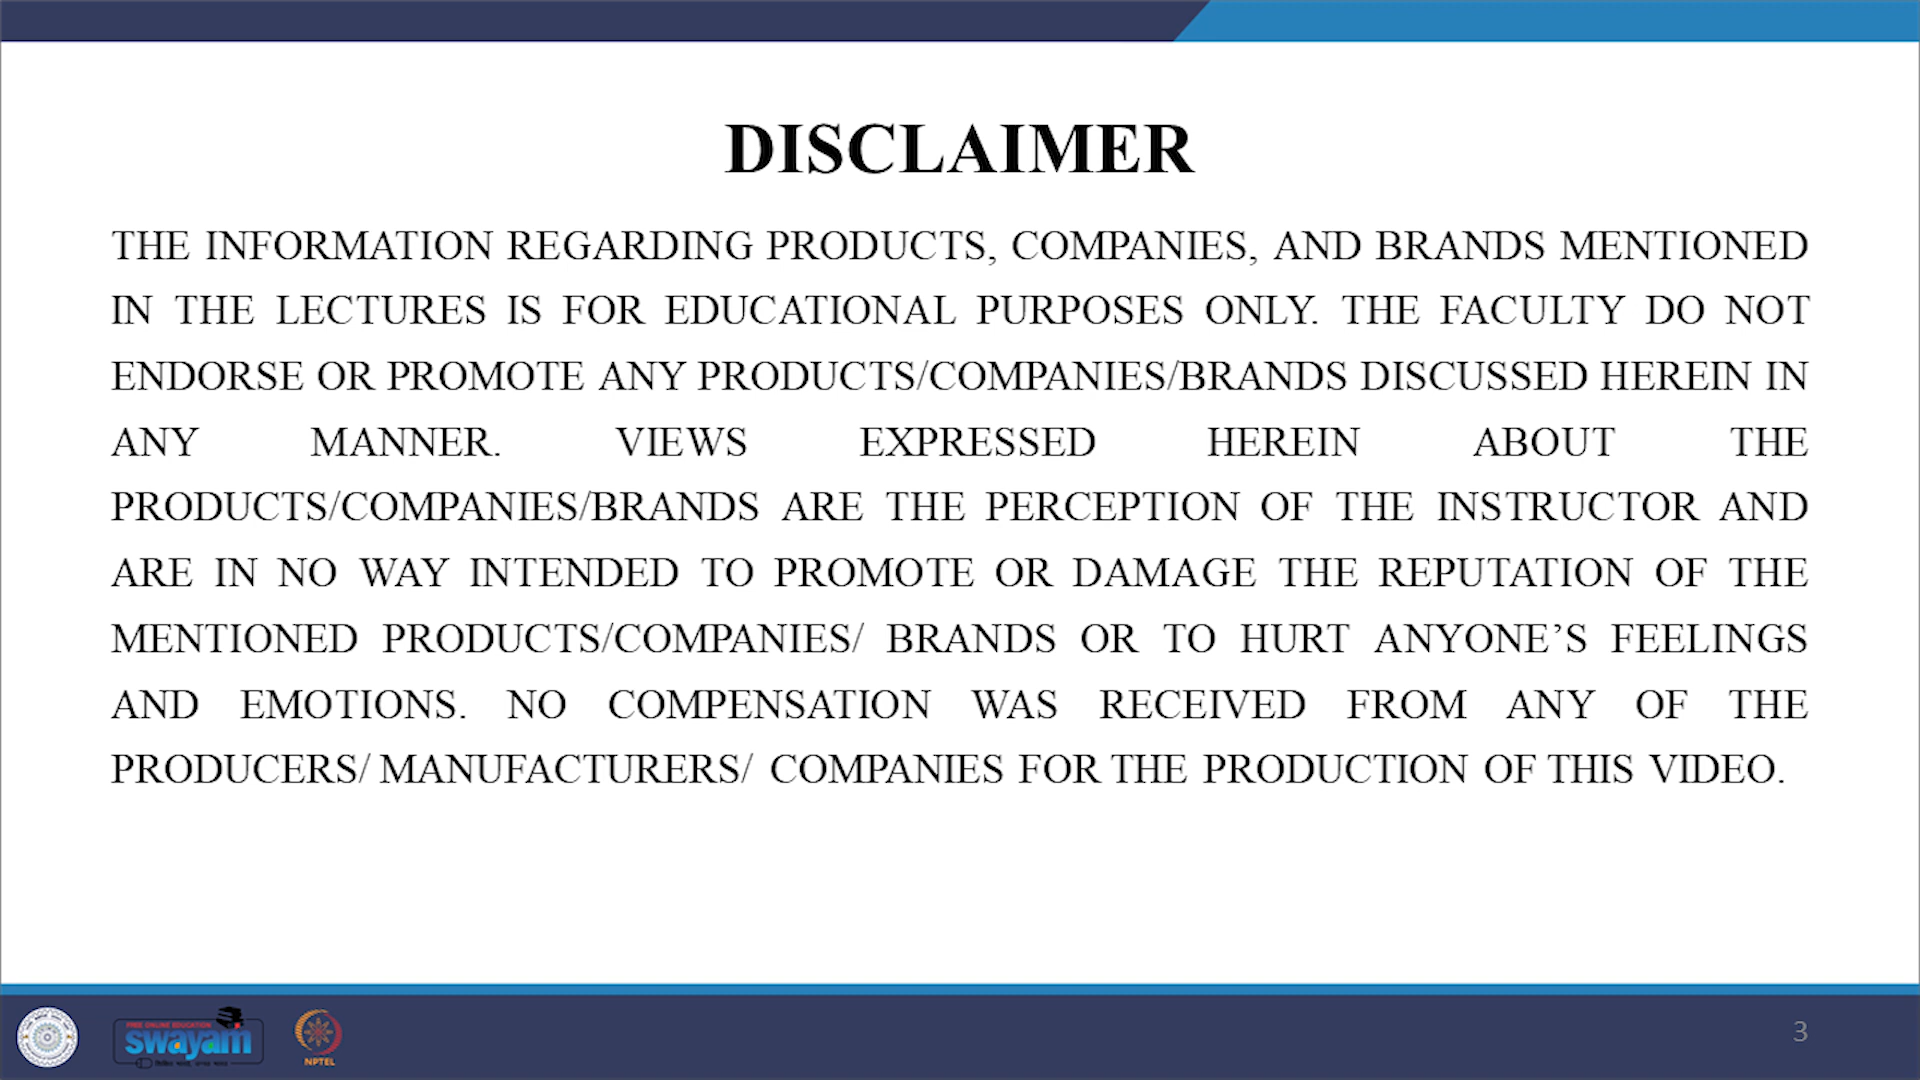 DISCLAIMER
THE INFORMATION REGARDING PRODUCTS, COMPANIES, AND BRANDS MENTIONED
IN THE LECTURES IS FOR EDUCATIONAL PURPOSES ONLY. THE FACULTY DO NOT
ENDORSE OR PROMOTE ANY PRODUCTS/COMPANIES/BRANDS DISCUSSED HEREIN IN
ANY MANNER. VIEWS EXPRESSED HEREIN ABOUT THE
PRODUCTS/COMPANIES/BRANDS ARE THE PERCEPTION OF THE INSTRUCTOR AND
ARE IN NO WAY INTENDED TO PROMOTE OR DAMAGE THE REPUTATION OF THE
MENTIONED PRODUCTS/COMPANIES/ BRANDS OR TO HURT ANYONE’S FEELINGS
AND EMOTIONS. NO COMPENSATION WAS RECEIVED FROM ANY OF THE
PRODUCERS/ MANUFACTURERS/ COMPANIES FOR THE PRODUCTION OF THIS VIDEO.
FREE ONLINE EDUCATION
swayam
NPTEL
3